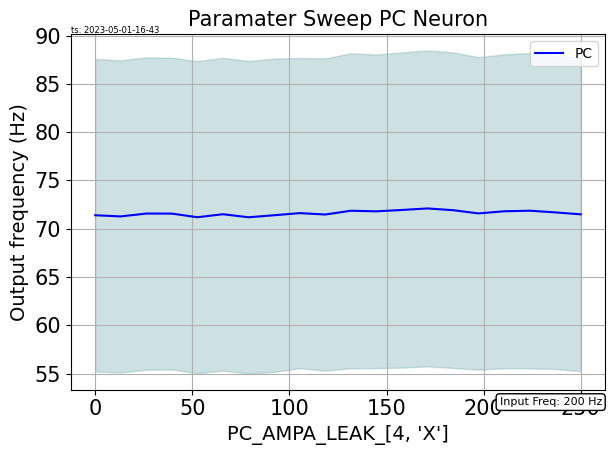 Paramater Sweep PC Neuron
ts: 2023-05-01-16-43
PC
90
85
80
75
70
65
60
55
Output frequency (Hz)
0 50 100 150 200 250
Input Freq: 200 Hz
PC_AMPA_LEAK_[4, 'X']